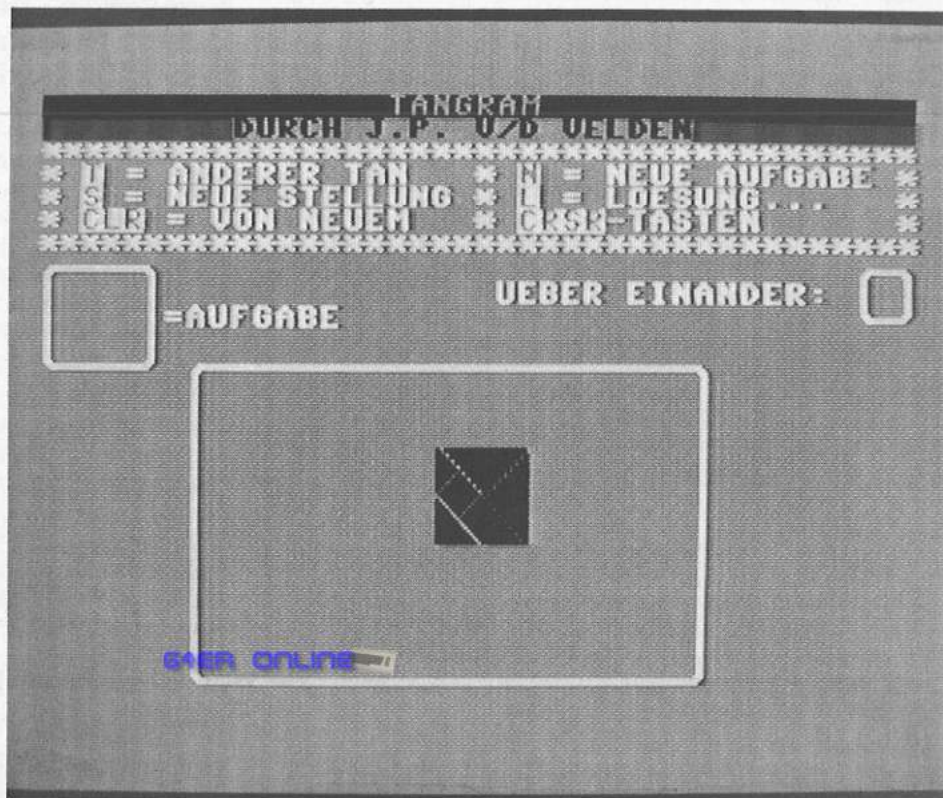 TANGRAM
DURCH J.P. V/D VELDEN
* = ANDERER TAN * N = NEUE AUFGABE *
* S = NEUE STELLUNG * = LOESUNG... *
* CLR = VON NEUEM * CRSR-TASTEN *
=AUFGABE
UEBER EINANDER:
64ER ONLINE